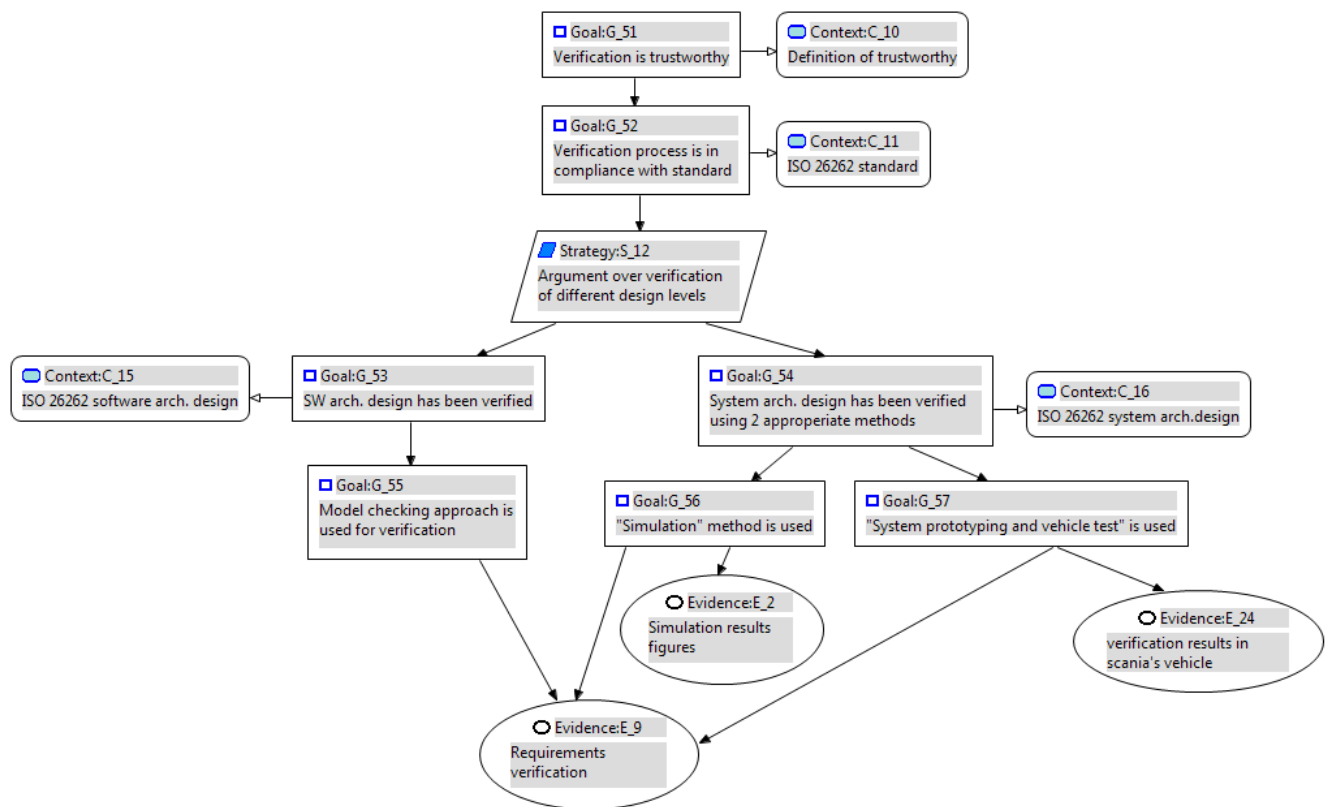 Goal:G_51
Verification is trustworthy
Context:C_10
Definition of trustworthy
Goal:G_52
Verification process is in
compliance with standard
Context:C_11
ISO 26262 standard
Strategy:S_12
Argument over verification
of different design levels
Context:C_15
ISO 26262 software arch. design
Goal:G_53
SW arch. design has been verified
Goal:G_54
System arch. design has been verified
using 2 approperiate methods
Context:C_16
ISO 26262 system arch.design
Goal:G_55
Model checking approach is
used for verification
Goal:G_56
"Simulation" method is used
Goal:G_57
"System prototyping and vehicle test" is used
Evidence:E_2
Simulation results
figures
Evidence:E_24
verification results in
scania's vehicle
Evidence:E_9
Requirements
verification